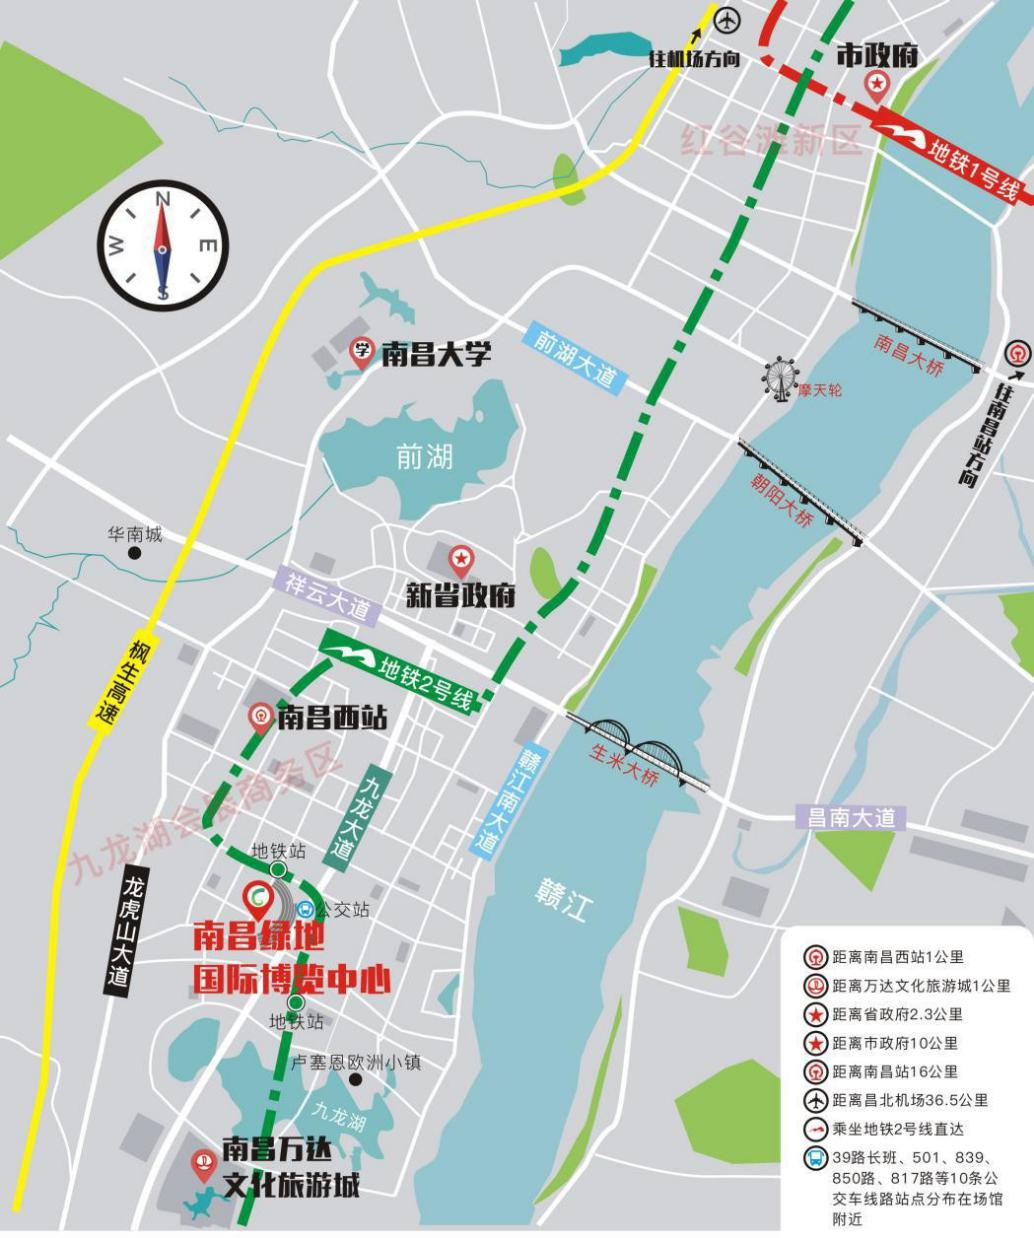 往机场方向
市政府
红谷滩新区
地铁1号线
N
W
E
S
学
南昌大学
前湖大道
南昌大桥
摩天轮
往南昌站方向
前湖
朝阳大桥
华南城
新省政府
祥云大道
枫生高速
地铁2号线
南昌西站
生米大桥
九龙湖会展商务区
九龙大道
赣江南大道
昌南大道
地铁站
龙虎山大道
公交站
赣江
南昌绿地
国际博览中心
地铁站
卢塞恩欧洲小镇
九龙湖
南昌万达
文化旅游城
距离南昌西站1公里
距离万达文化旅游城1公里
距离省政府2.3公里
距离市政府10公里
距离南昌站16公里
距离昌北机场36.5公里
乘坐地铁2号线直达
39路长班、501、839、
850路、817路等10条公
交车线路站点分布在场馆
附近